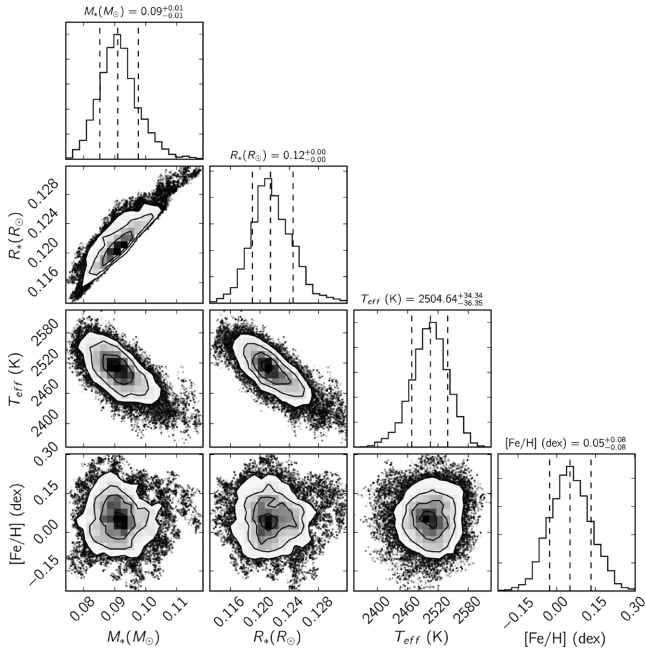 M*(M⊙) = 0.09+0.01 −0.01
R*(R⊙) = 0.12+0.00 −0.00
0.128
0.124
0.120
0.116
R*(R⊙)
Teff (K) = 2504.64+34.34 −36.35
2580
2520
2460
2400
Teff (K)
[Fe/H] (dex) = 0.05+0.08 −0.08
0.30
0.15
0.00
−0.15
[Fe/H] (dex)
0.08 0.09 0.10 0.11
0.116 0.120 0.124 0.128
2400 2460 2520 2580
−0.15 0.00 0.15 0.30
M*(M⊙)
R*(R⊙)
Teff (K)
[Fe/H] (dex)